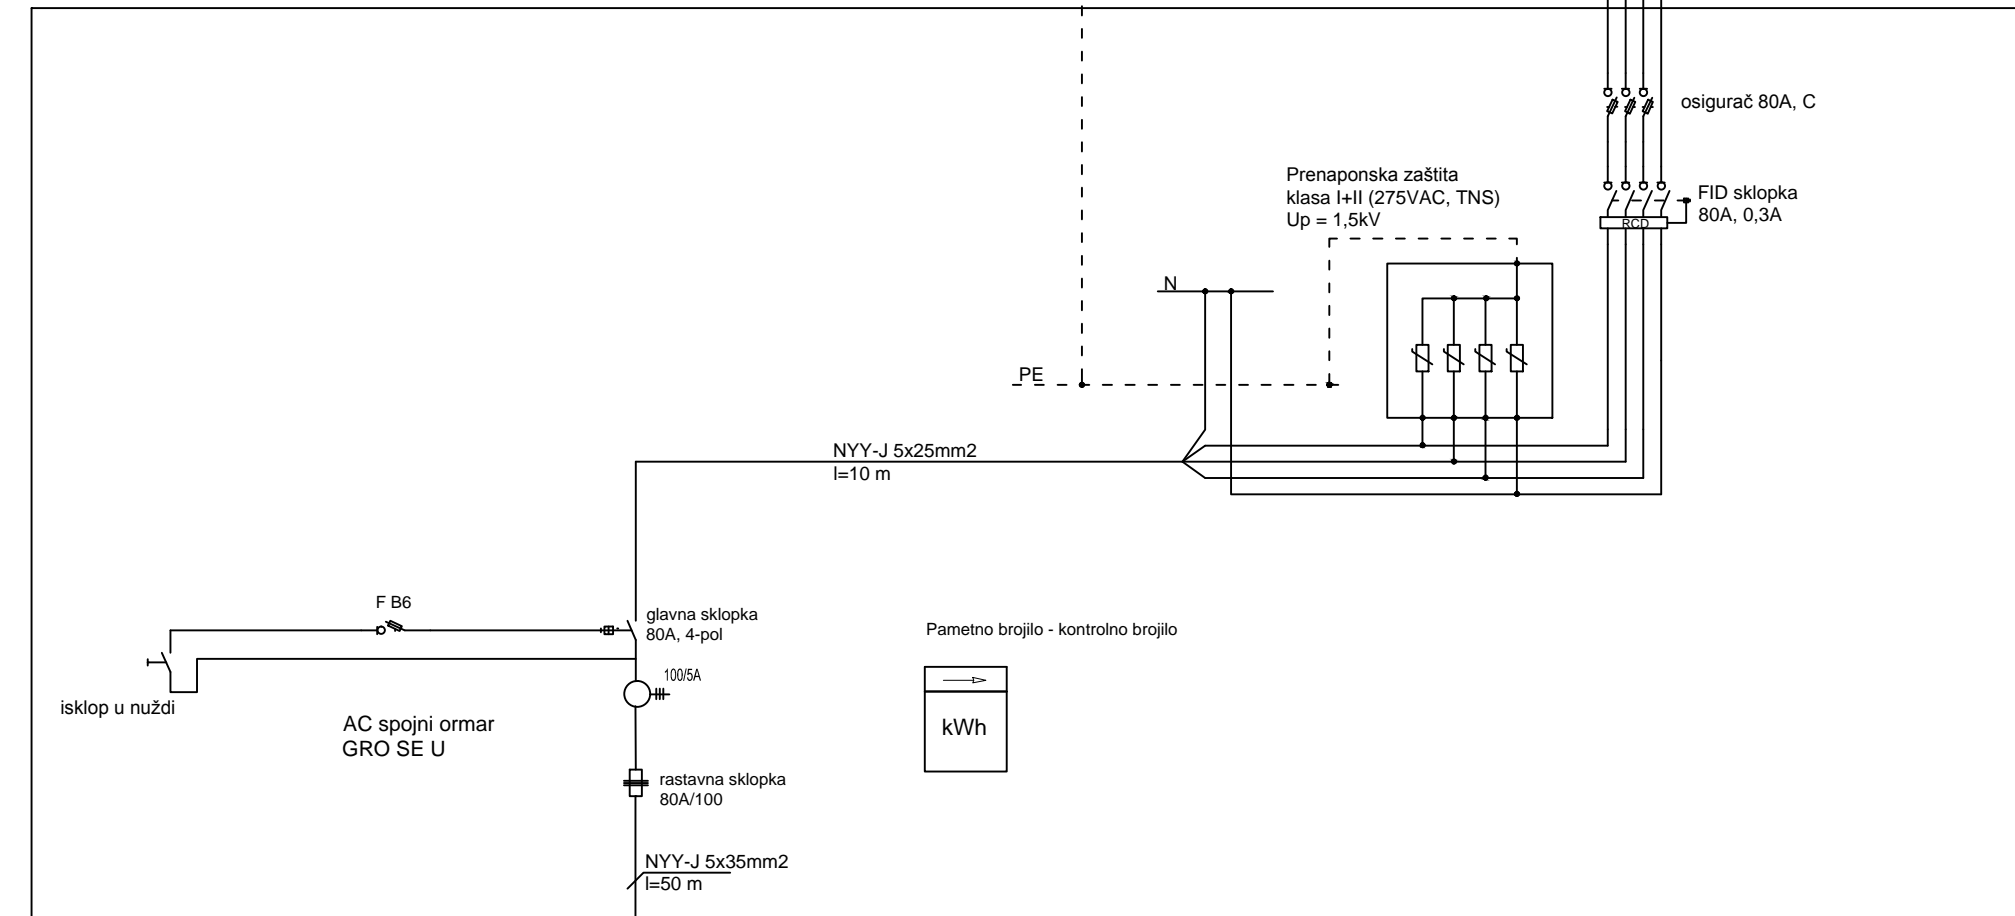 osigurač 80A, C
Prenaponska zaštita
klasa I+II (275VAC, TNS)
Up = 1,5kV
FID sklopka
80A, 0,3A
RCD
N
PE
NYY-J 5x25mm2
l=10 m
F B6
glavna sklopka
80A, 4-pol
Pametno brojilo - kontrolno brojilo
100/5A
isklop u nuždi
AC spojni ormar
GRO SE U
kWh
rastavna sklopka
80A/100
NYY-J 5x35mm2
l=50 m